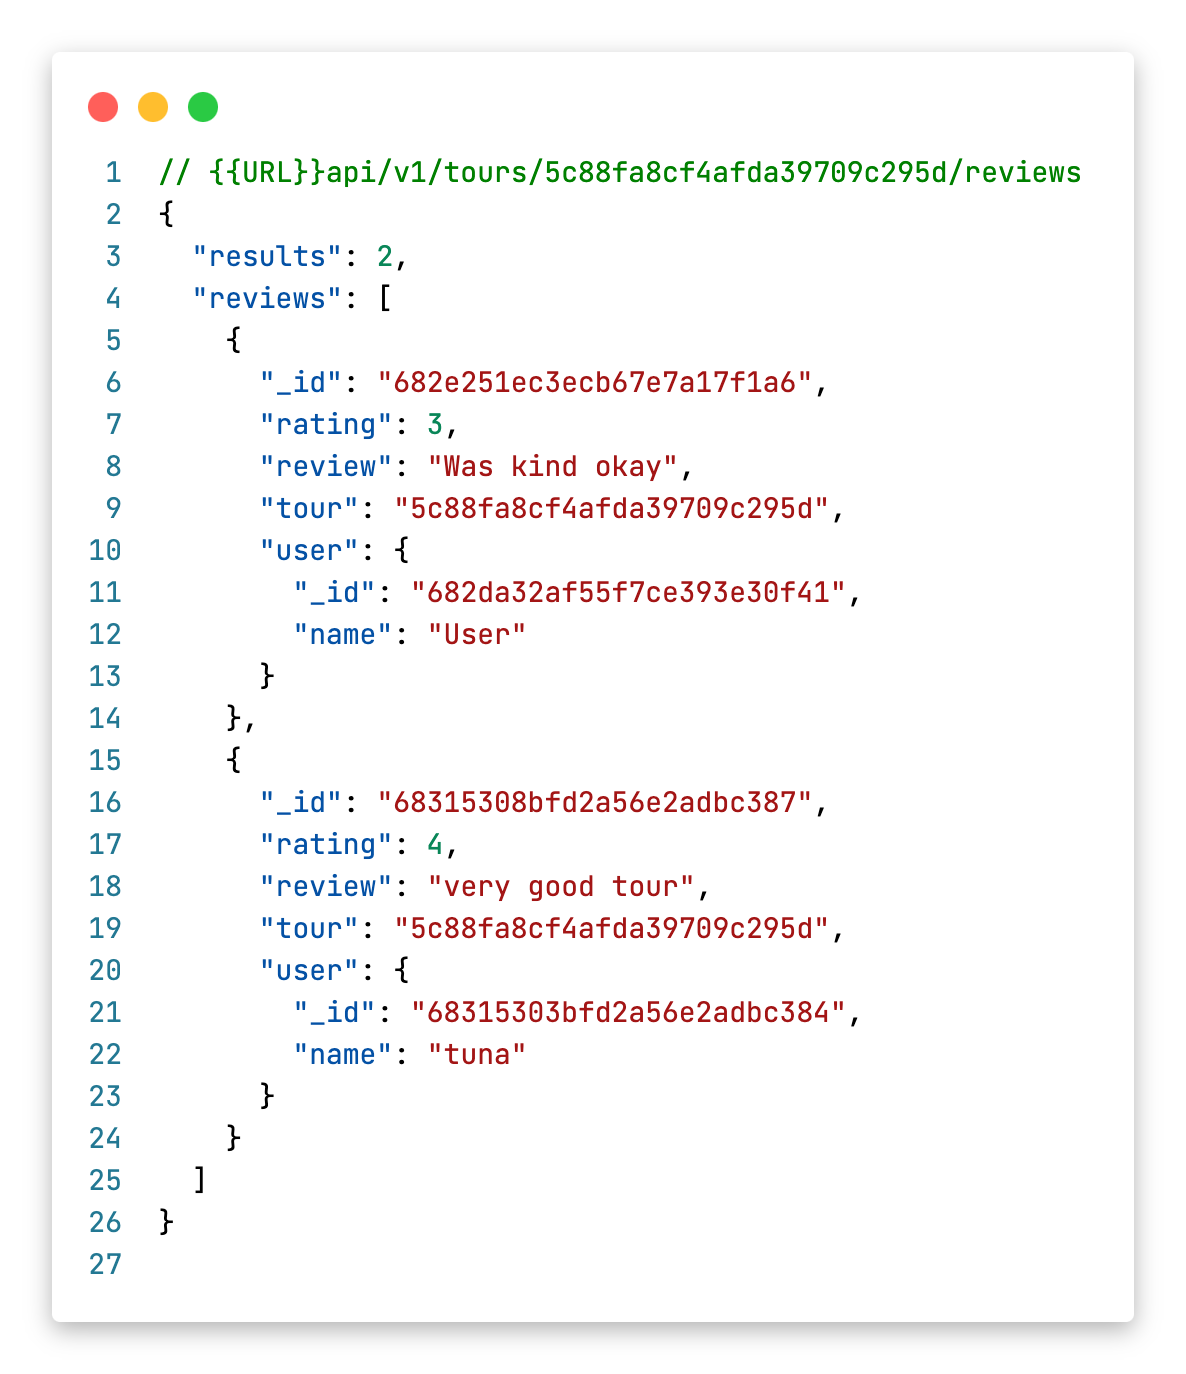 1 // {{URL}}api/v1/tours/5c88fa8cf4afda39709c295d/reviews
2 {
3   "results": 2,
4   "reviews": [
5     {
6       "_id": "682e251ec3ecb67e7a17f1a6",
7       "rating": 3,
8       "review": "Was kind okay",
9       "tour": "5c88fa8cf4afda39709c295d",
10       "user": {
11         "_id": "682da32af55f7ce393e30f41",
12         "name": "User"
13       }
14     },
15     {
16       "_id": "68315308bfd2a56e2adbc387",
17       "rating": 4,
18       "review": "very good tour",
19       "tour": "5c88fa8cf4afda39709c295d",
20       "user": {
21         "_id": "68315303bfd2a56e2adbc384",
22         "name": "tuna"
23       }
24     }
25   ]
26 }
27